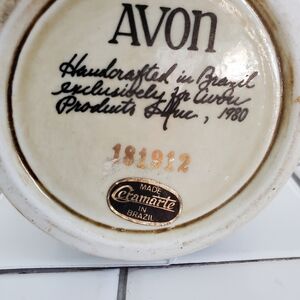 AVON
Handcrafted in Brazil
exclusively for Avon
Products Inc., 1980
181912
MADE
Ceramarte
IN
BRAZIL